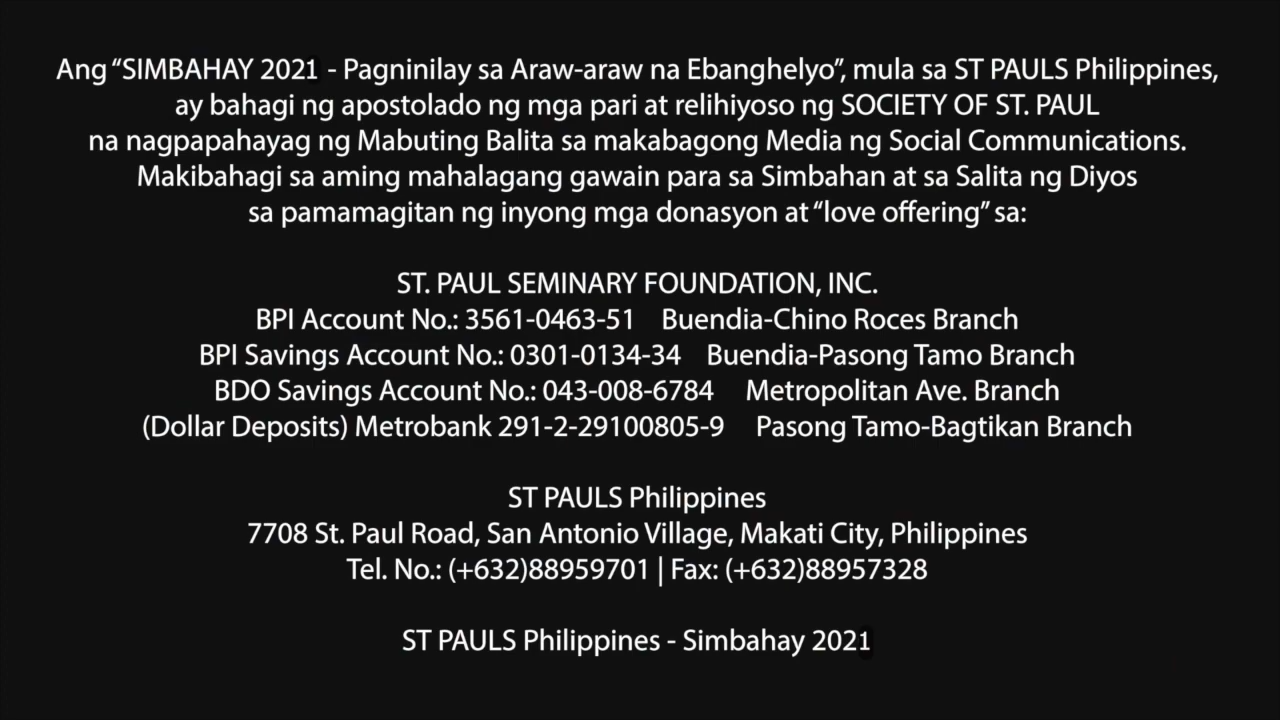 Ang “SIMBAHAY 2021 - Pagninilay sa Araw-araw na Ebanghelyo”, mula sa ST PAULS Philippines,
ay bahagi ng apostolado ng mga pari at relihiyoso ng SOCIETY OF ST. PAUL
na nagpapahayag ng Mabuting Balita sa makabagong Media ng Social Communications.
Makibahagi sa aming mahalagang gawain para sa Simbahan at sa Salita ng Diyos
sa pamamagitan ng inyong mga donasyon at “love offering” sa:
ST. PAUL SEMINARY FOUNDATION, INC.
BPI Account No.: 3561-0463-51 Buendia-Chino Roces Branch
BPI Savings Account No.: 0301-0134-34 Buendia-Pasong Tamo Branch
BDO Savings Account No.: 043-008-6784 Metropolitan Ave. Branch
(Dollar Deposits) Metrobank 291-2-29100805-9 Pasong Tamo-Bagtikan Branch
ST PAULS Philippines
7708 St. Paul Road, San Antonio Village, Makati City, Philippines
Tel. No.: (+632)88959701 | Fax: (+632)88957328
ST PAULS Philippines - Simbahay 2021